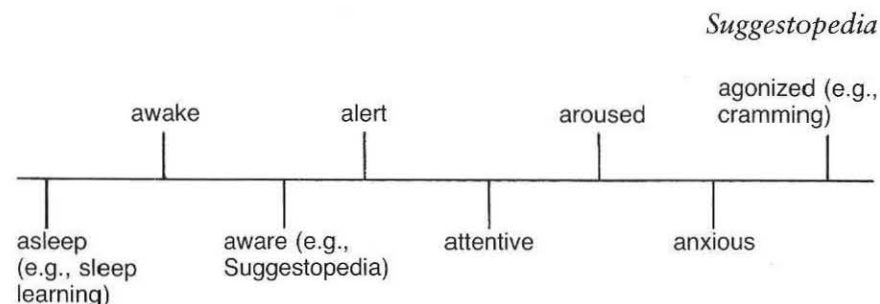 Suggestopedia
agonized (e.g.,
cramming)
awake
alert
aroused
asleep
(e.g., sleep
learning)
aware (e.g.,
Suggestopedia)
attentive
anxious